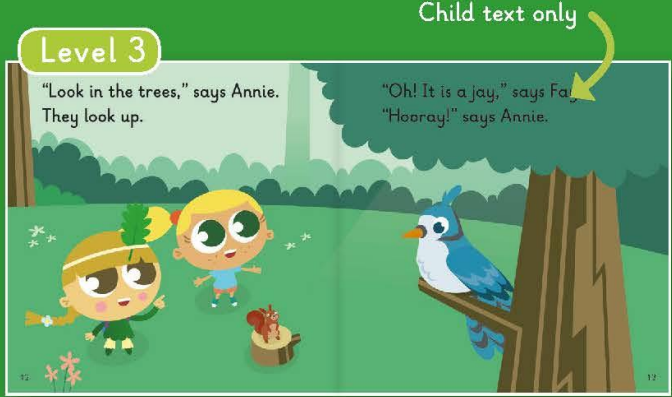 Child text only
Level 3
“Look in the trees,” says Annie.
They look up.
“Oh! It is a jay,” says
“Hooray!” says Annie.
12